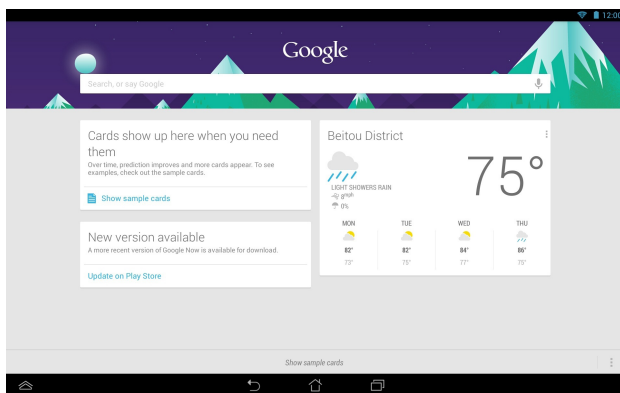 12:00
Google
Search, or say Google
Cards show up here when you need
them
Over time, prediction improves and more cards appear. To see
examples, check out the sample cards.
Show sample cards
New version available
A more recent version of Google Now is available for download.
Update on Play Store
Beitou District
75°
LIGHT SHOWERS RAIN
8mph
0%
MON TUE WED THU
82° 82° 84° 86°
73° 75° 77° 75°
Show sample cards